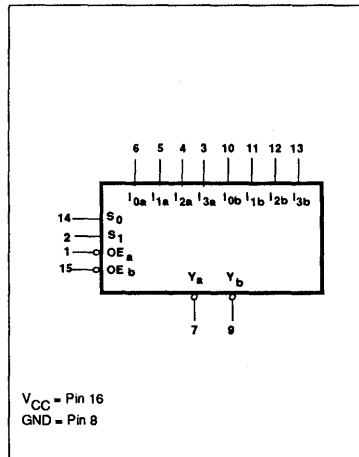 6 5 4 3 10 11 12 13
I0a I1a I2a I3a I0b I1b I2b I3b
14 S0
2 S1
1 OEa
15 OEb
Ya Yb
7 9
VCC = Pin 16
GND = Pin 8